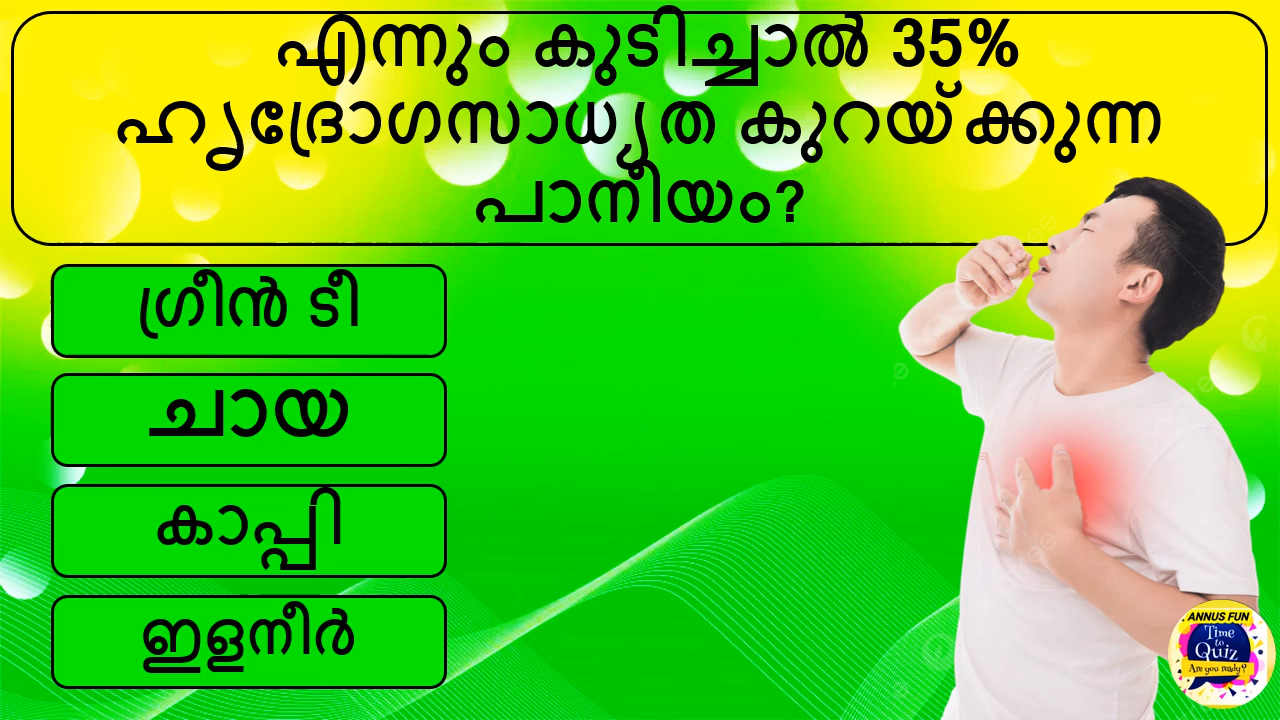 എന്നും കുടിച്ചാൽ 35%
ഹൃദ്രോഗസാധ്യത കുറയ്ക്കുന്ന
പാനീയം?
ഗ്രീൻ ടീ
ചായ
കാപ്പി
ഇളനീർ
ANNUS FUN
Time
to
Quiz
Are you ready?